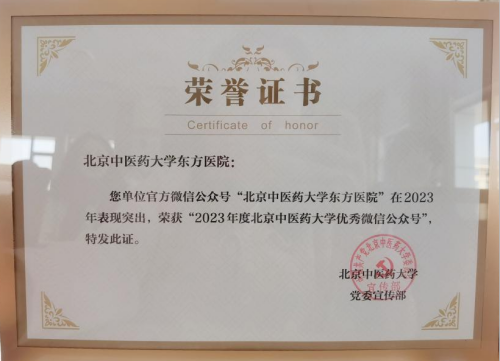 荣誉证书
Certificate of honor
北京中医药大学东方医院：
您单位官方微信公众号“北京中医药大学东方医院”在2023
年表现突出，荣获“2023年度北京中医药大学优秀微信公众号”，
特发此证。
北京中医药大学
党委宣传部
宣传部